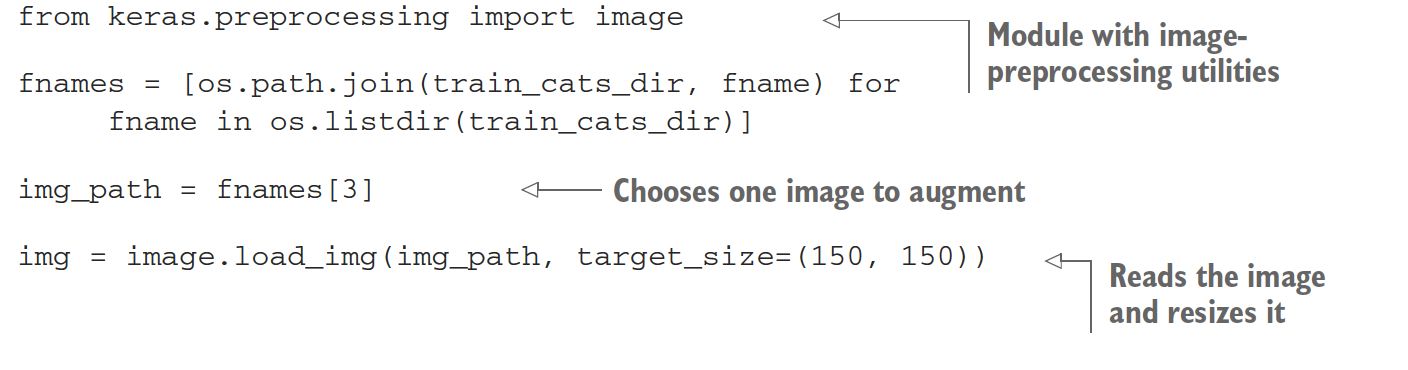 from keras.preprocessing import image
Module with image-
preprocessing utilities
fnames = [os.path.join(train_cats_dir, fname) for
fname in os.listdir(train_cats_dir)]
img_path = fnames[3]
Chooses one image to augment
img = image.load_img(img_path, target_size=(150, 150))
Reads the image
and resizes it